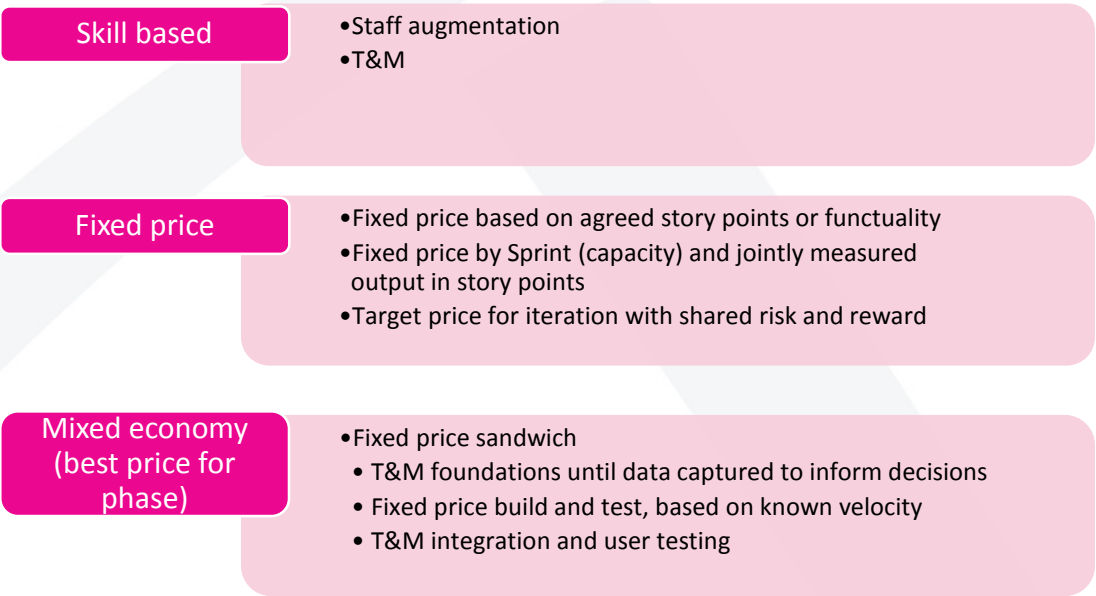 Skill based
•Staff augmentation
•T&M
Fixed price
•Fixed price based on agreed story points or functuality
•Fixed price by Sprint (capacity) and jointly measured
output in story points
•Target price for iteration with shared risk and reward
Mixed economy
(best price for
phase)
•Fixed price sandwich
• T&M foundations until data captured to inform decisions
• Fixed price build and test, based on known velocity
• T&M integration and user testing